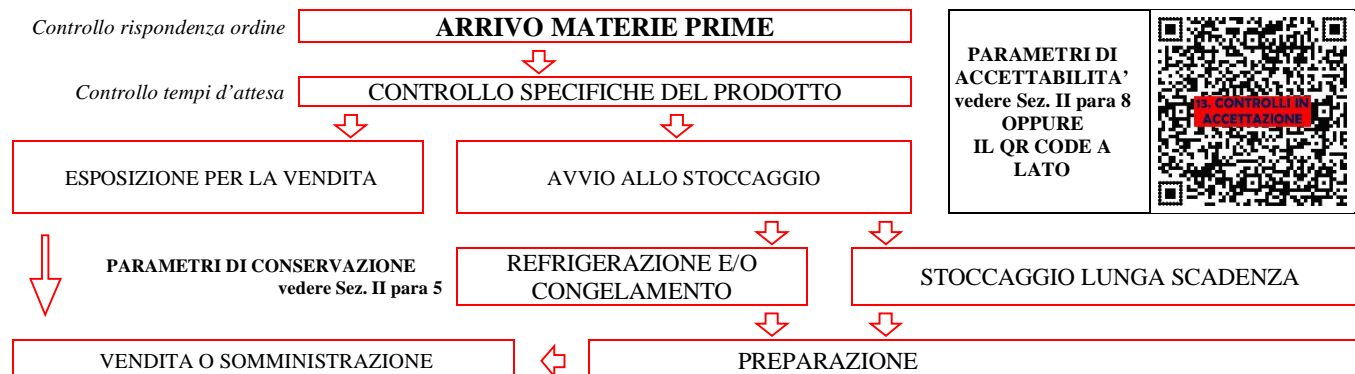 Controllo rispondenza ordine
ARRIVO MATERIE PRIME
Controllo tempi d'attesa
CONTROLLO SPECIFICHE DEL PRODOTTO
PARAMETRI DI
ACCETTABILITA'
vedere Sez. II para 8
OPPURE
IL QR CODE A
LATO
13. CONTROLLI IN
ACCETTAZIONE
ESPOSIZIONE PER LA VENDITA
AVVIO ALLO STOCCAGGIO
PARAMETRI DI CONSERVAZIONE
vedere Sez. II para 5
REFRIGERAZIONE E/O
CONGELAMENTO
STOCCAGGIO LUNGA SCADENZA
VENDITA O SOMMINISTRAZIONE
PREPARAZIONE